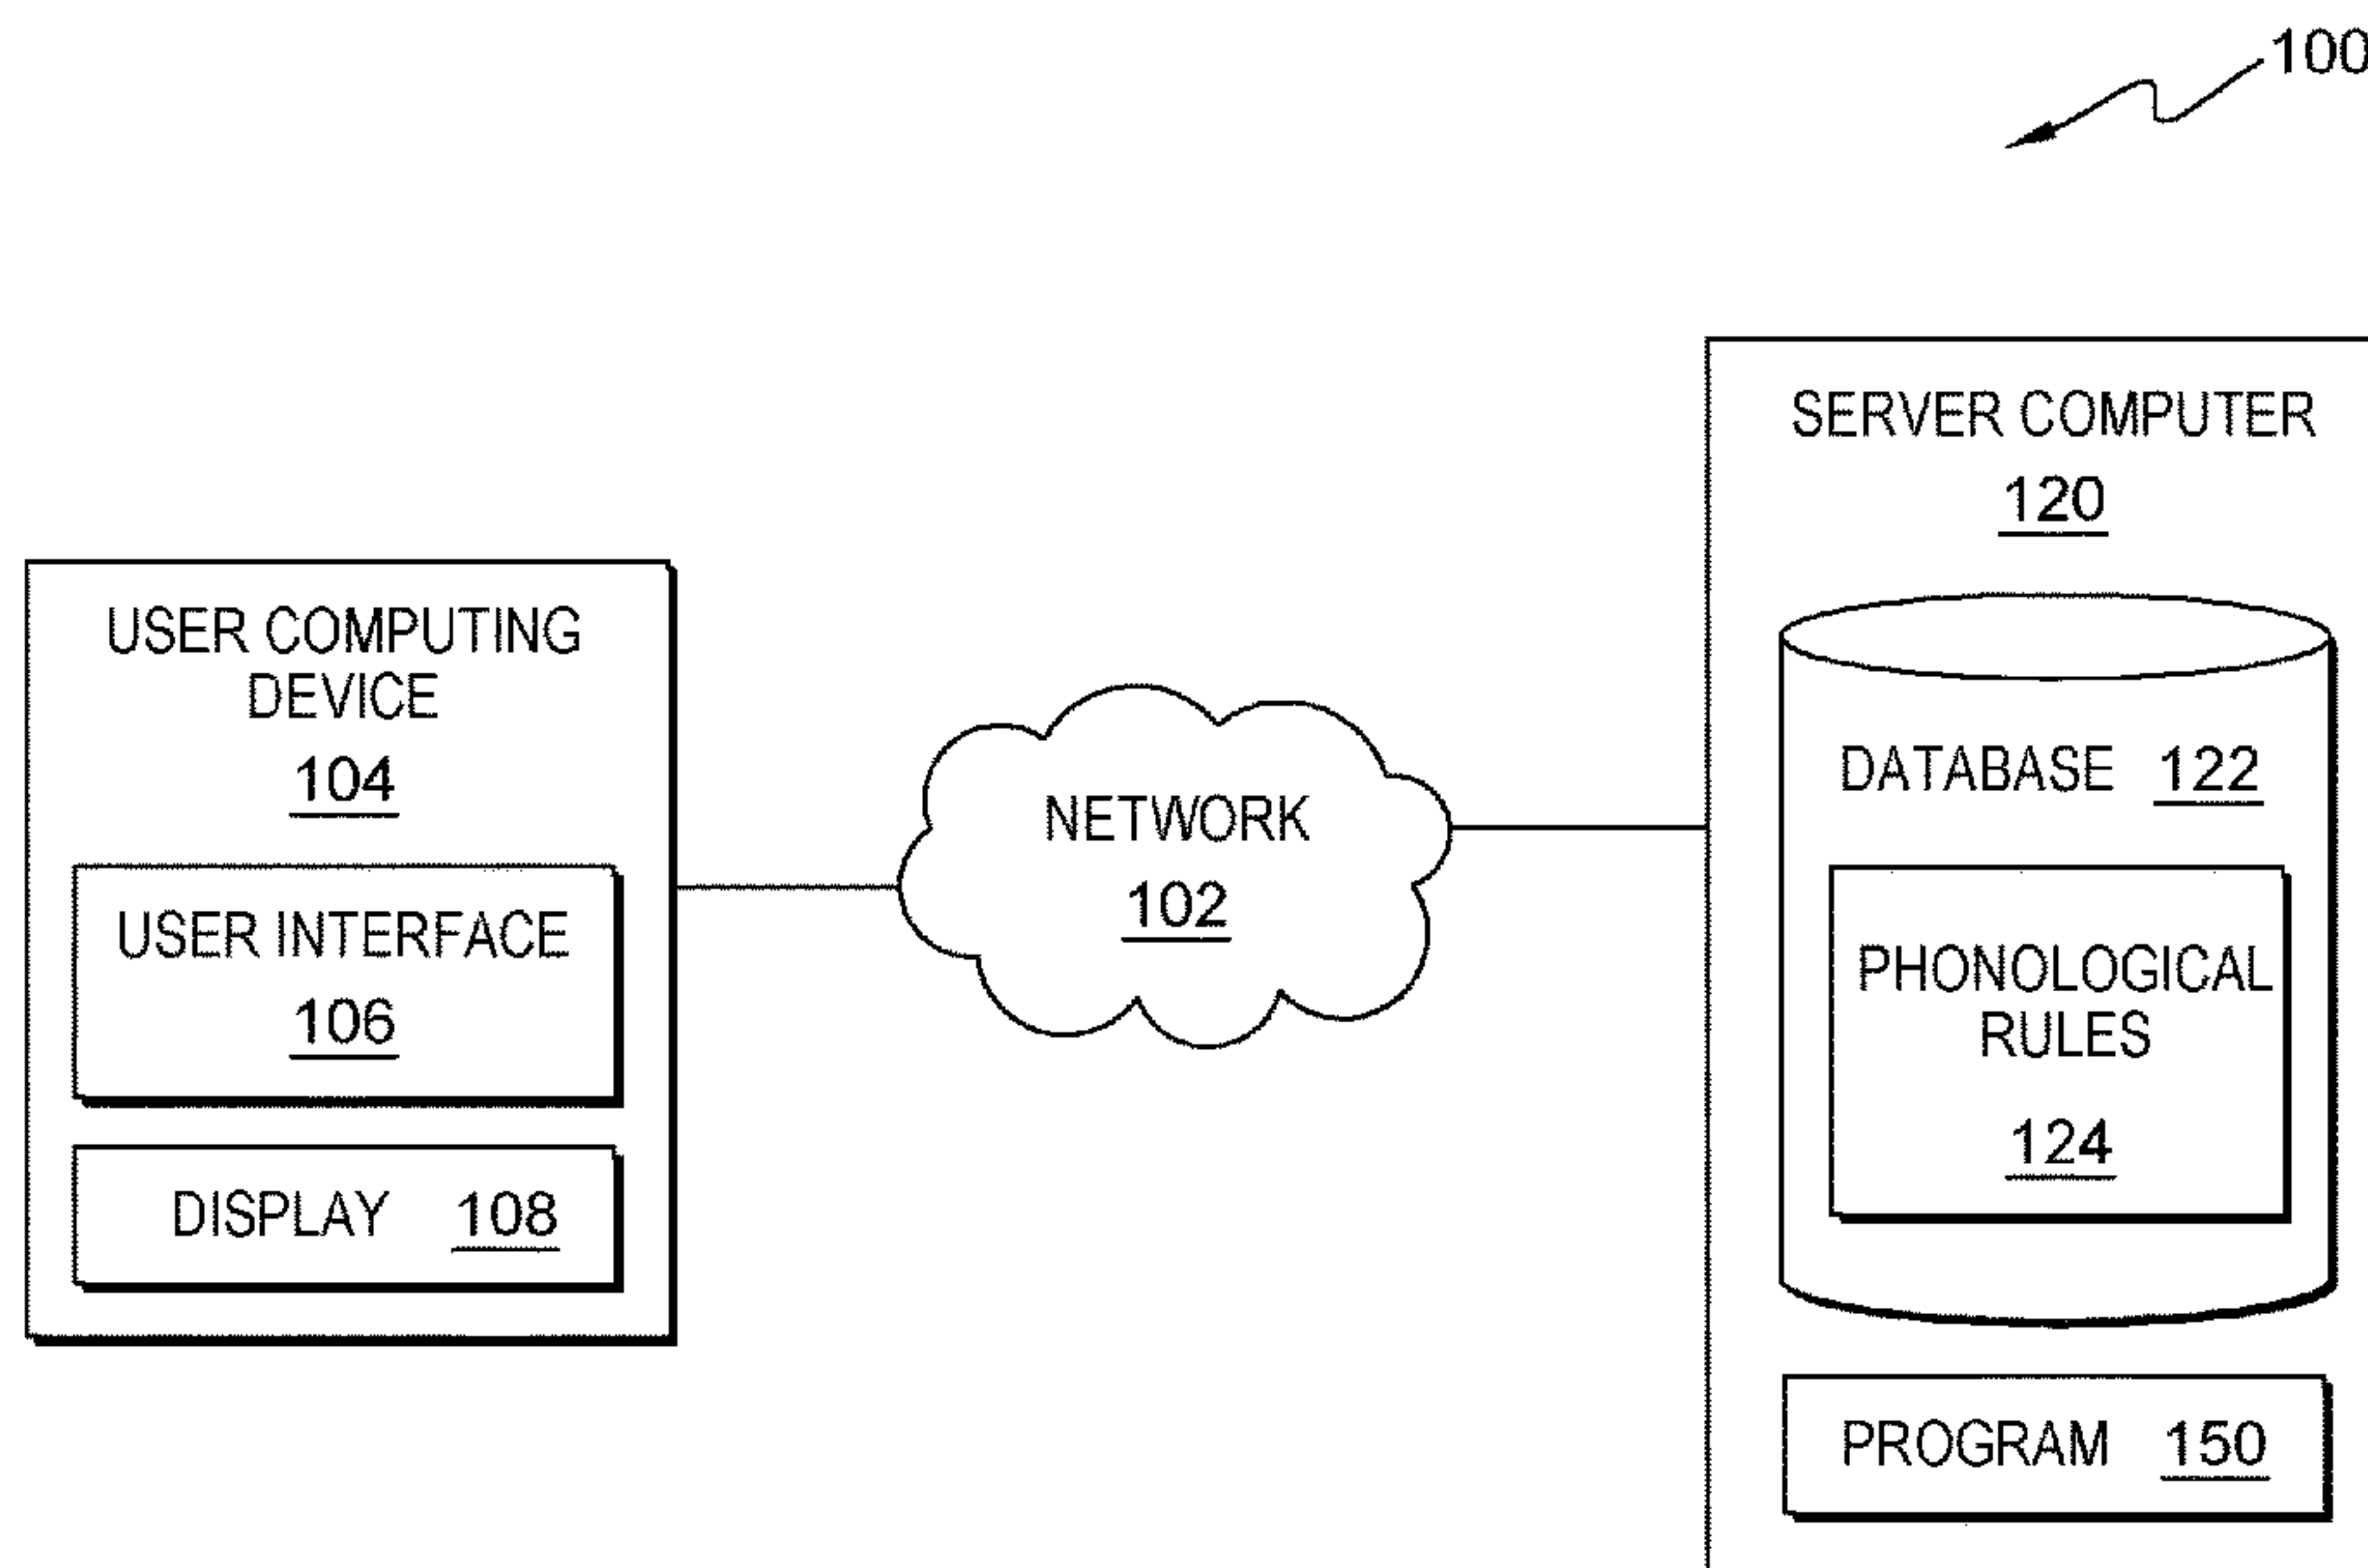 100
SERVER COMPUTER
120
USER COMPUTING
DEVICE
104
DATABASE 122
NETWORK
102
USER INTERFACE
106
PHONOLOGICAL
RULES
124
DISPLAY 108
PROGRAM 150